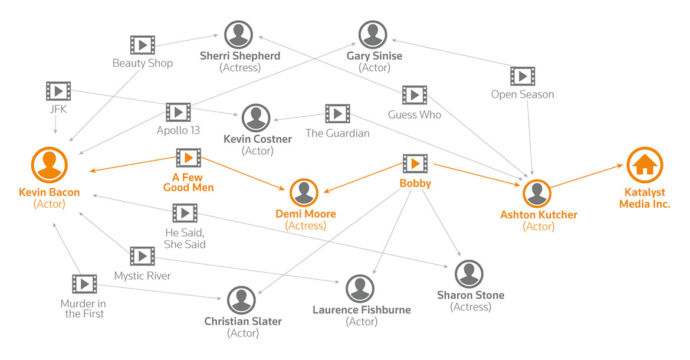 Sherri Shepherd
(Actress)
Gary Sinise
(Actor)
Beauty Shop
Open Season
JFK
Guess Who
Apollo 13
Kevin Costner
(Actor)
The Guardian
Kevin Bacon
(Actor)
A Few
Good Men
Bobby
Katalyst
Media Inc.
Demi Moore
(Actress)
Ashton Kutcher
(Actor)
He Said,
She Said
Mystic River
Murder in
the First
Sharon Stone
(Actress)
Laurence Fishburne
(Actor)
Christian Slater
(Actor)